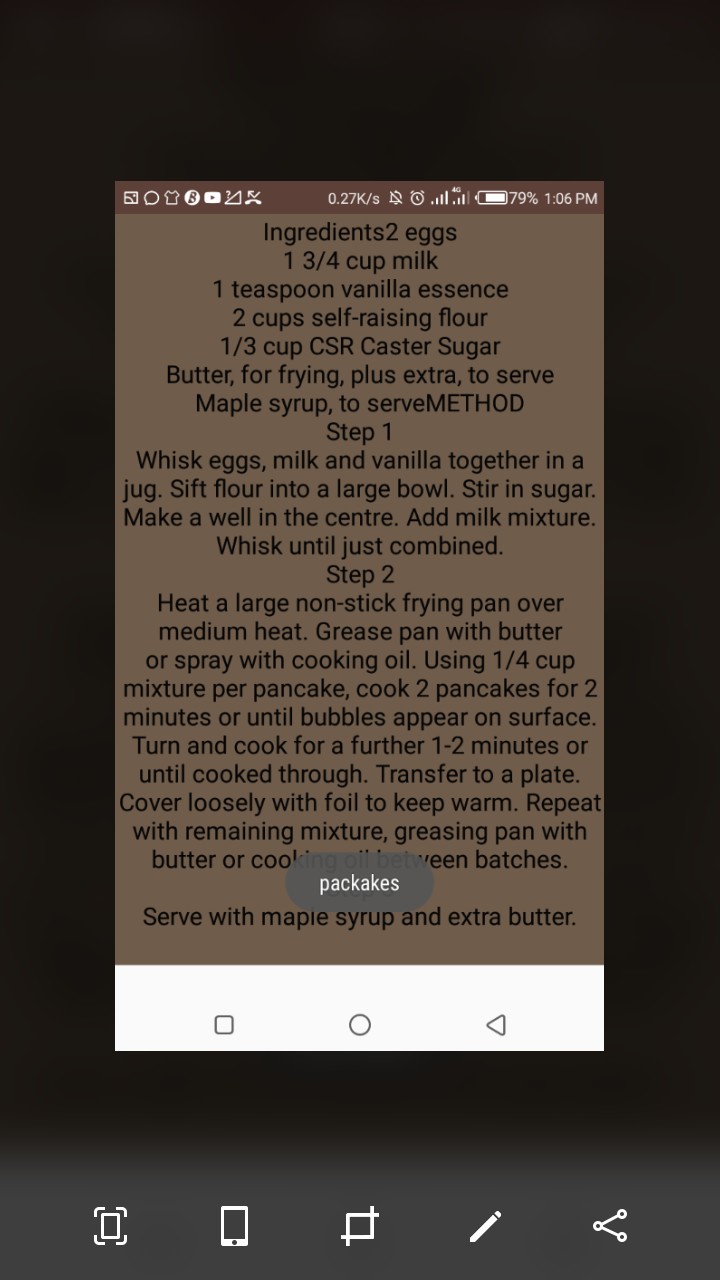 0.27K/s 4G 79% 1:06 PM
Ingredients2 eggs
1 3/4 cup milk
1 teaspoon vanilla essence
2 cups self-raising flour
1/3 cup CSR Caster Sugar
Butter, for frying, plus extra, to serve
Maple syrup, to serveMETHOD
Step 1
Whisk eggs, milk and vanilla together in a
jug. Sift flour into a large bowl. Stir in sugar.
Make a well in the centre. Add milk mixture.
Whisk until just combined.
Step 2
Heat a large non-stick frying pan over
medium heat. Grease pan with butter
or spray with cooking oil. Using 1/4 cup
mixture per pancake, cook 2 pancakes for 2
minutes or until bubbles appear on surface.
Turn and cook for a further 1-2 minutes or
until cooked through. Transfer to a plate.
Cover loosely with foil to keep warm. Repeat
with remaining mixture, greasing pan with
butter or cooking oil between batches.
packakes
Serve with maple syrup and extra butter.